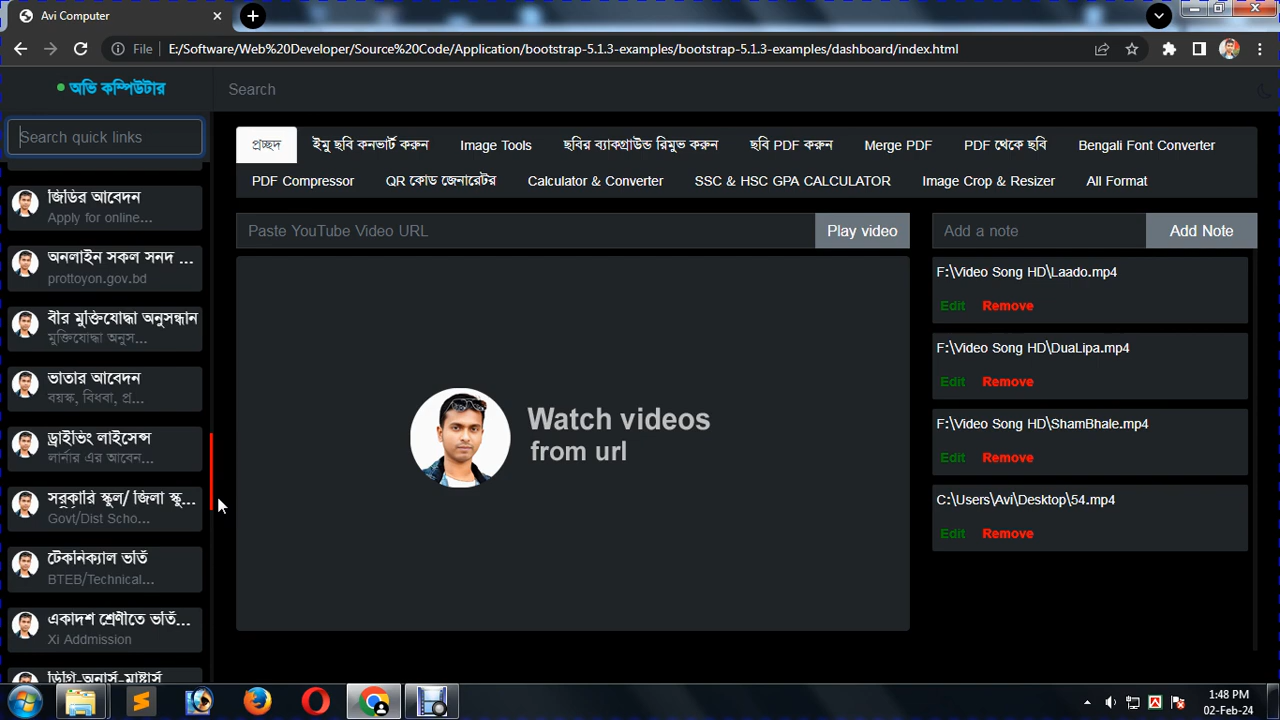 Avi Computer
File
E:/Software/Web%20Developer/Source%20Code/Application/bootstrap-5.1.3-examples/bootstrap-5.1.3-examples/dashboard/index.html
অভি কম্পিউটার
Search
Search quick links
জিডির আবেদন
Apply for online...
অনলাইন সকল সনদ ...
prottoyon.gov.bd
বীর মুক্তিযোদ্ধা অনুসন্ধান
মুক্তিযোদ্ধা অনুস...
ভাতার আবেদন
বয়স্ক, বিধবা, প্র...
ড্রাইভিং লাইসেন্স
লার্নার এর আবেন...
সরকারি স্কুল/ জিলা স্কু...
Govt/Dist Scho...
টেকনিক্যাল ভর্তি
BTEB/Technical...
একাদশ শ্রেণীতে ভর্তি...
Xi Addmission
ডিগ্রি-অনার্স-মাষ্টার্স
প্রচ্ছদ
ইমু ছবি কনভার্ট করুন
Image Tools
ছবির ব্যাকগ্রাউন্ড রিমুভ করুন
ছবি PDF করুন
Merge PDF
PDF থেকে ছবি
Bengali Font Converter
PDF Compressor
QR কোড জেনারেটর
Calculator & Converter
SSC & HSC GPA CALCULATOR
Image Crop & Resizer
All Format
Paste YouTube Video URL
Play video
Watch videos
from url
Add a note
Add Note
F:\Video Song HD\Laado.mp4
Edit Remove
F:\Video Song HD\DuaLipa.mp4
Edit Remove
F:\Video Song HD\ShamBhale.mp4
Edit Remove
C:\Users\Avi\Desktop\54.mp4
Edit Remove
1:48 PM
02-Feb-24